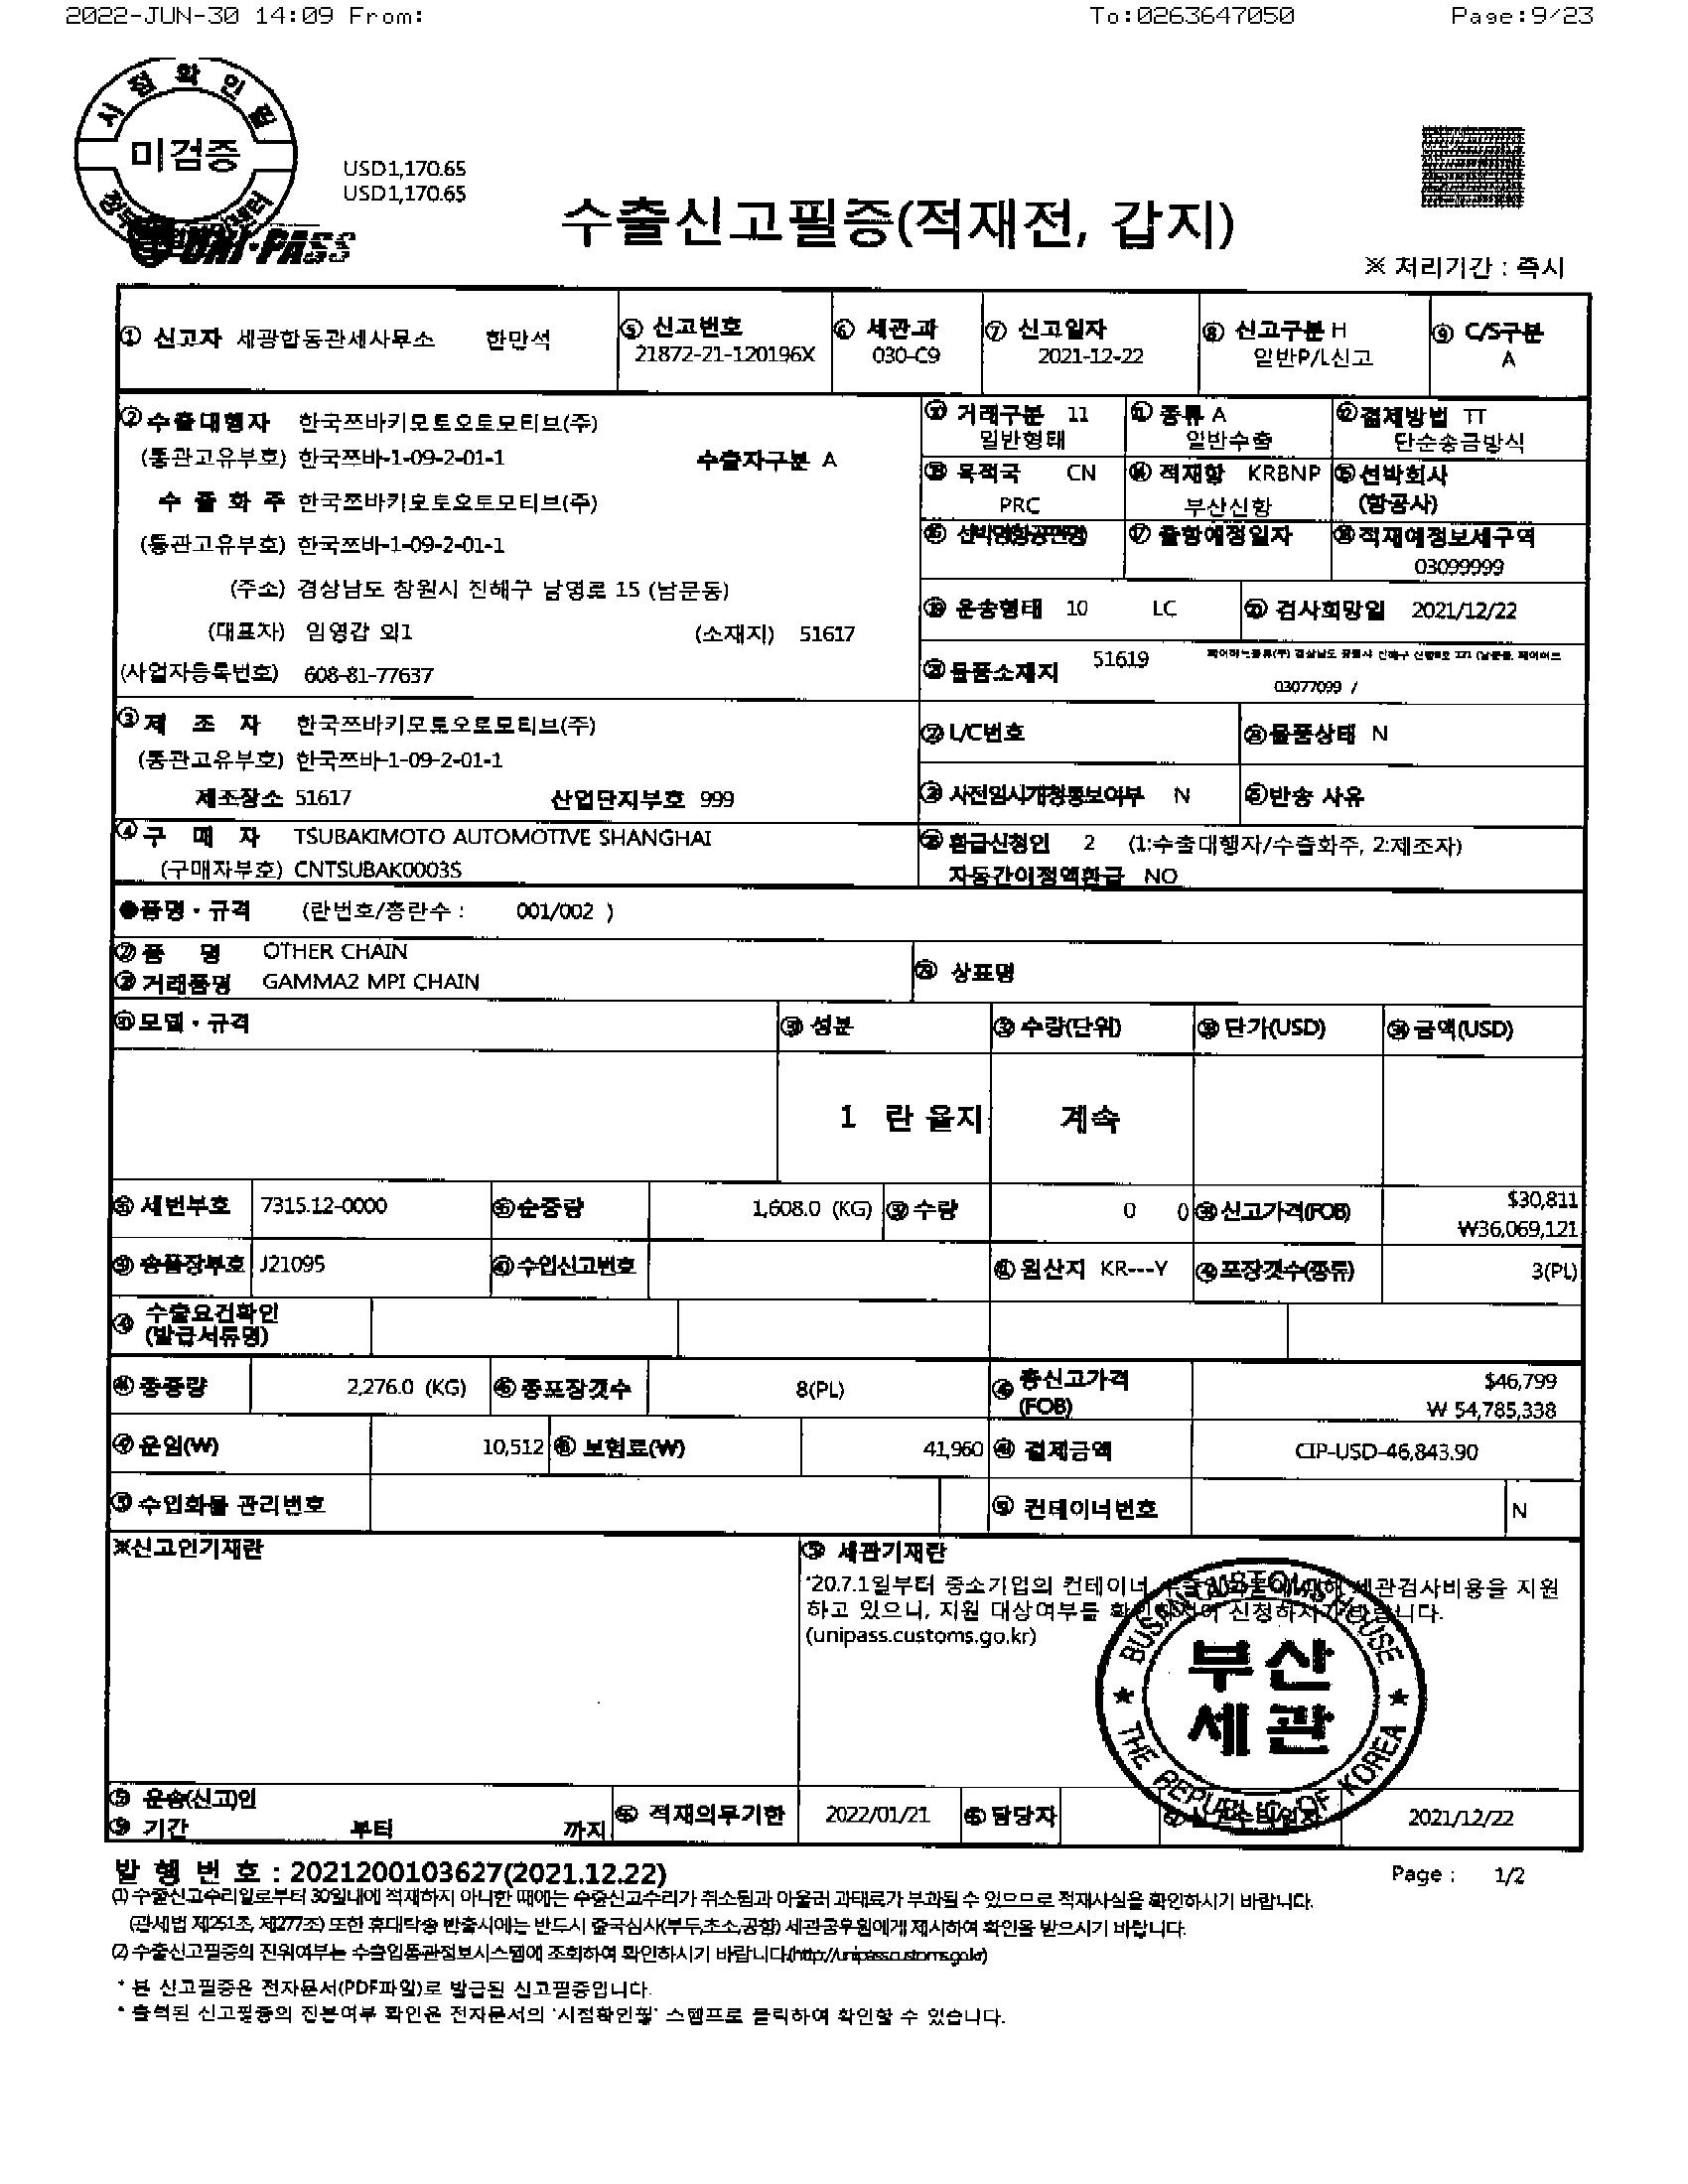 2022-JUN-30 14:09 From: To:0263647050 Page:9/23
시점확인필
미검증
USD1,170.65
USD1,170.65
UNI-PASS
수출신고필증(적재전, 갑지)
※ 처리기간 : 즉시
① 신고자 세광합동관세사무소 한만석
⑤ 신고번호
21872-21-120196X
⑥ 세관.과
030-C9
⑦ 신고일자
2021-12-22
⑧ 신고구분 H
일반P/L신고
⑨ C/S구분
A
② 수출대행자 한국쯔바키모토오토모티브(주)
(통관고유부호) 한국쯔바-1-09-2-01-1 수출자구분 A
수 출 화 주 한국쯔바키모토오토모티브(주)
(통관고유부호) 한국쯔바-1-09-2-01-1
(주소) 경상남도 창원시 진해구 남영로 15 (남문동)
(대표자) 임영갑 외1 (소재지) 51617
(사업자등록번호) 608-81-77637
⑩ 거래구분 11
일반형태
⑪ 종류 A
일반수출
⑫ 결제방법 TT
단순송금방식
⑬ 목적국 CN
PRC
⑭ 적재항 KRBNP
부산신항
⑮ 선박회사
(항공사)
⑯ 선박명(항공편명)
⑰ 출항예정일자
⑱ 적재예정보세구역
03099999
⑲ 운송형태 10 LC
⑳ 검사희망일 2021/12/22
㉑ 물품소재지 51619
03077099 /
③ 제 조 자 한국쯔바키모토오토모티브(주)
(통관고유부호) 한국쯔바-1-09-2-01-1
제조장소 51617 산업단지부호 999
㉒ L/C번호
㉓ 물품상태 N
㉔ 사전임시개청통보여부 N
㉕ 반송 사유
④ 구 매 자 TSUBAKIMOTO AUTOMOTIVE SHANGHAI
(구매자부호) CNTSUBAK0003S
㉖ 환급신청인 2 (1:수출대행자/수출화주, 2:제조자)
자동간이정액환급 NO
●품명ㆍ규격 (란번호/총란수 : 001/002 )
㉗ 품 명 OTHER CHAIN
㉘ 거래품명 GAMMA2 MPI CHAIN
㉙ 상표명
㉚ 모델ㆍ규격 ㉛ 성분 ㉜ 수량(단위) ㉝ 단가(USD) ㉞ 금액(USD)
1 란 을지 계속
㉟ 세번부호 7315.12-0000 ㊱ 순중량 1,608.0 (KG) ㊲ 수량 0 0 ㊳ 신고가격(FOB) $30,811
₩36,069,121
㊴ 송품장부호 J21095 ㊵ 수입신고번호 ㊶ 원산지 KR---Y ㊷ 포장갯수(종류) 3(PL)
㊸ 수출요건확인
(발급서류명)
㊹ 총중량 2,276.0 (KG) ㊺ 총포장갯수 8(PL) ㊻ 총신고가격
(FOB) $46,799
₩ 54,785,338
㊼ 운임(₩) 10,512 ㊽ 보험료(₩) 41,960 ㊾ 결제금액 CIP-USD-46,843.90
㊿ 수입화물 관리번호 컨테이너번호 N
※신고인기재란
세관기재란
'20.7.1일부터 중소기업의 컨테이너 세관검사비용을 지원
하고 있으니, 지원 대상여부를 확인하시어 신청하시기 바랍니다.
(unipass.customs.go.kr)
BUSAN CUSTOMS HOUSE
부산
세관
THE REPUBLIC OF KOREA
운송(신고)인
기간 부터 까지
적재의무기한 2022/01/21 담당자 2021/12/22
발 행 번 호 : 2021200103627(2021.12.22) Page : 1/2
(1) 수출신고수리일로부터 30일내에 적재하지 아니한 때에는 수출신고수리가 취소됨과 아울러 과태료가 부과될 수 있으므로 적재사실을 확인하시기 바랍니다.
(관세법 제251조, 제277조) 또한 휴대탁송 반출시에는 반드시 출국심사(부두,초소,공항) 세관공무원에게 제시하여 확인을 받으시기 바랍니다.
(2) 수출신고필증의 진위여부는 수출입통관정보시스템에 조회하여 확인하시기 바랍니다.(http://unipass.customs.go.kr)
* 본 신고필증은 전자문서(PDF파일)로 발급된 신고필증입니다.
* 출력된 신고필증의 진본여부 확인은 전자문서의 '시점확인필' 스탬프로 클릭하여 확인할 수 있습니다.